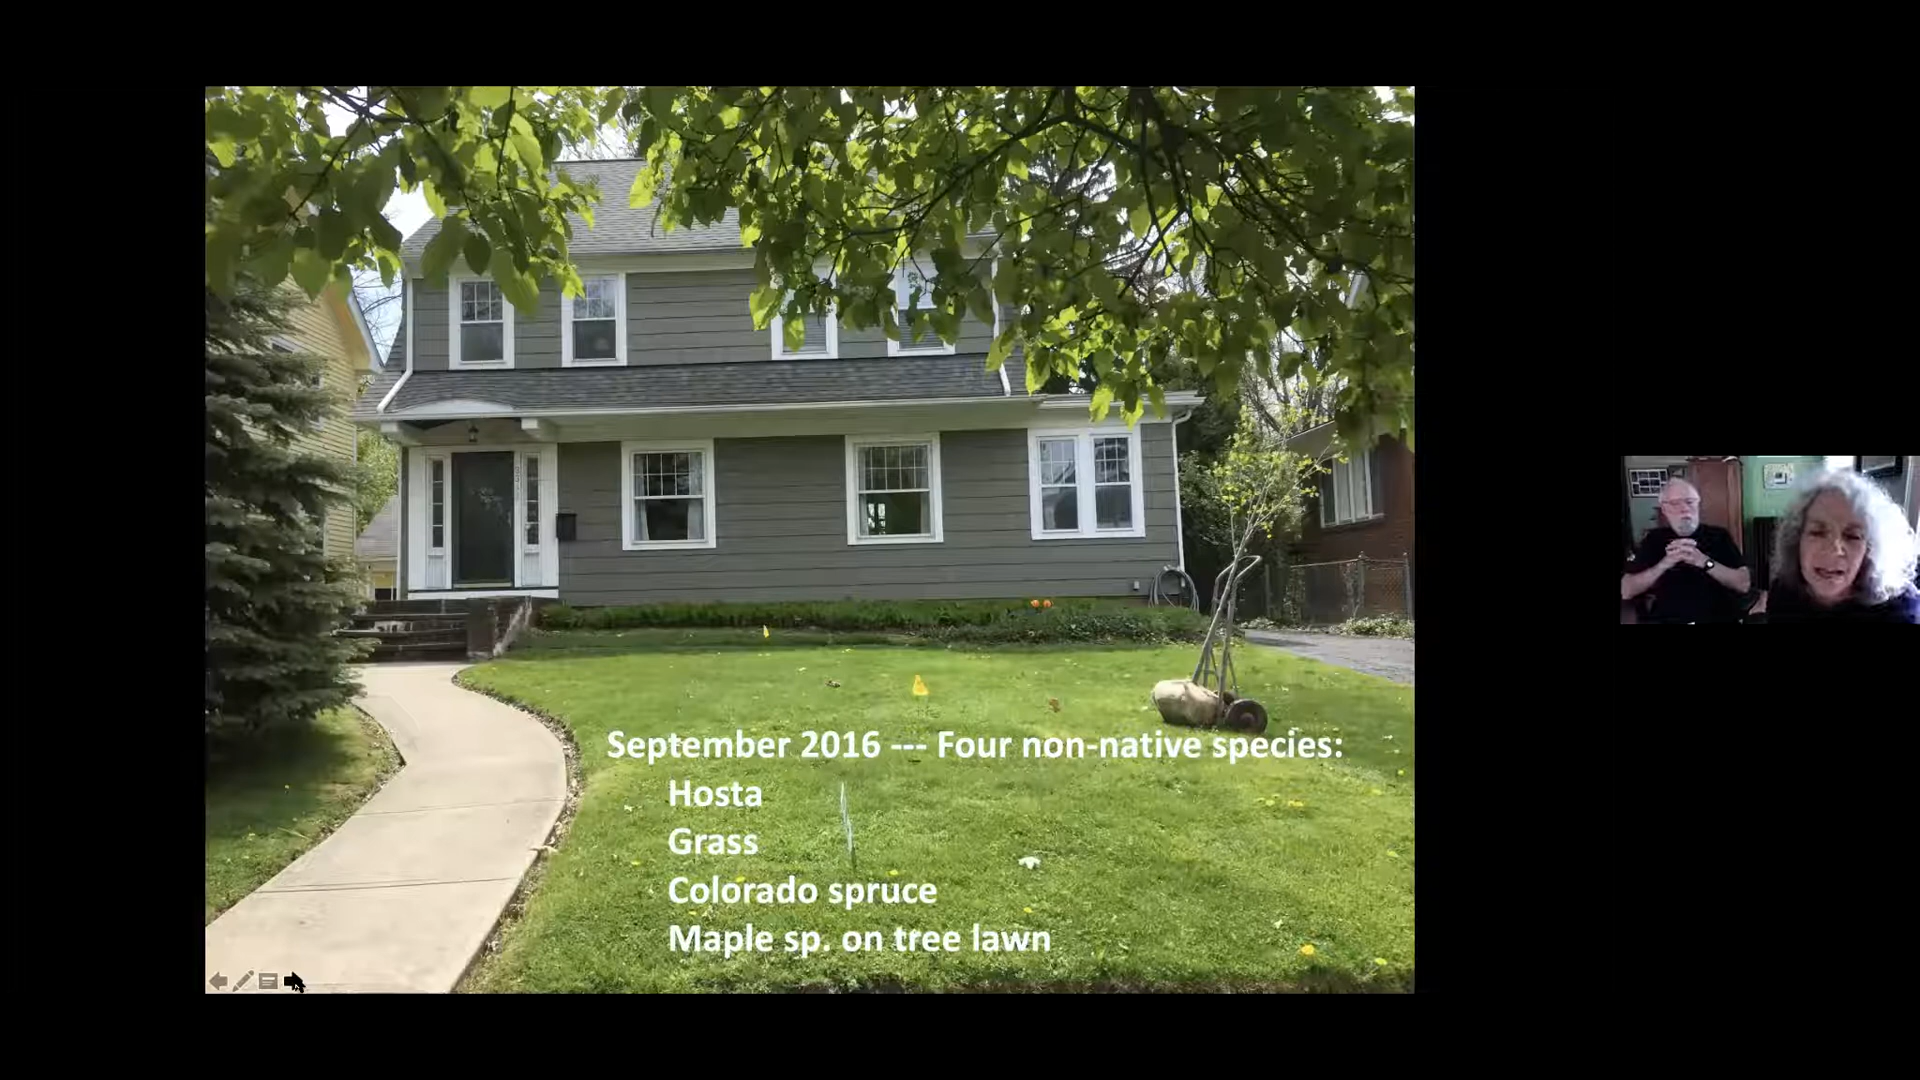 September 2016 --- Four non-native species:
Hosta
Grass
Colorado spruce
Maple sp. on tree lawn